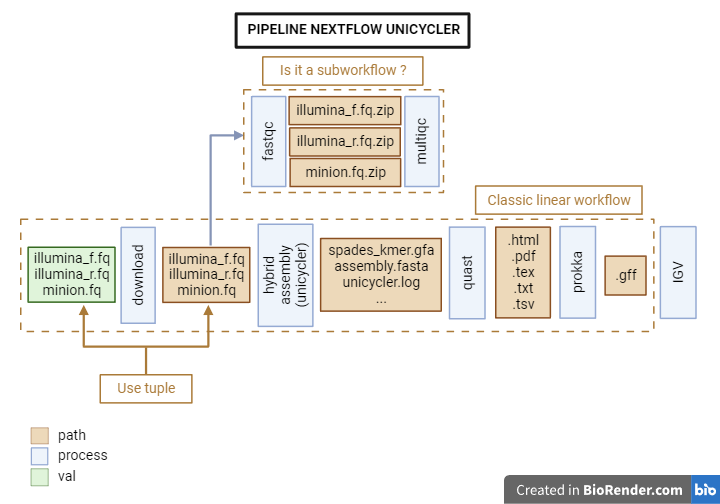 PIPELINE NEXTFLOW UNICYCLER
Is it a subworkflow ?
fastqc
illumina_f.fq.zip
illumina_r.fq.zip
minion.fq.zip
multiqc
Classic linear workflow
illumina_f.fq
illumina_r.fq
minion.fq
download
illumina_f.fq
illumina_r.fq
minion.fq
hybrid
assembly
(unicycler)
spades_kmer.gfa
assembly.fasta
unicycler.log
...
quast
.html
.pdf
.tex
.txt
.tsv
prokka
.gff
IGV
Use tuple
path
process
val
Created in BioRender.com bio